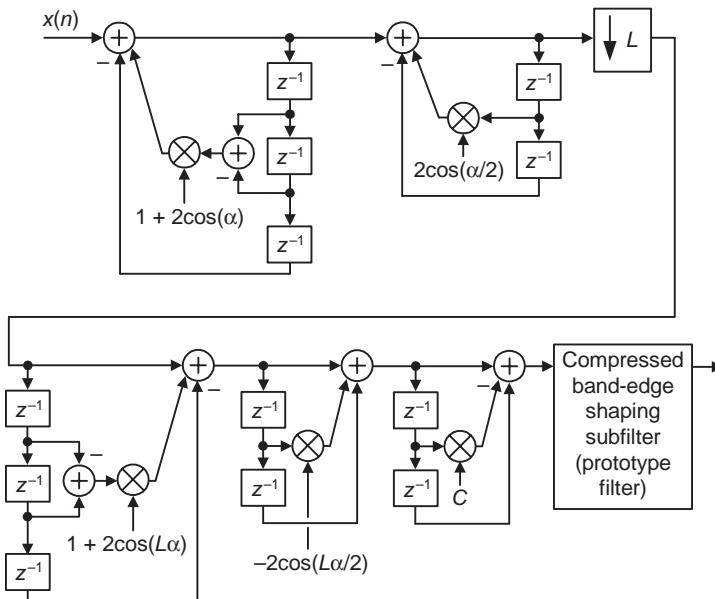 x(n)
+
+
↓ L
–
–
z⁻¹
z⁻¹
z⁻¹
+
z⁻¹
–
z⁻¹
1 + 2cos(α)
2cos(α/2)
z⁻¹
+
+
+
Compressed
band-edge
shaping
subfilter
(prototype
filter)
–
–
z⁻¹
z⁻¹
z⁻¹
–
z⁻¹
+
z⁻¹
z⁻¹
C
1 + 2cos(Lα)
–2cos(Lα/2)
z⁻¹